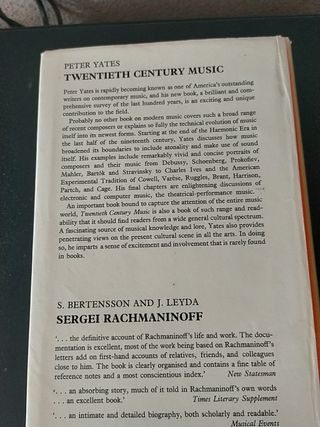 PETER YATES
TWENTIETH CENTURY MUSIC
Peter Yates is rapidly becoming known as one of America's outstanding
writers on contemporary music, and his new book, a brilliant and com-
prehensive survey of the last hundred years, is an exciting and unique
contribution to the field.
Probably no other book on modern music covers such a broad range
of recent composers or explains so fully the technical evolution of music
itself into its newest forms. Starting at the end of the Harmonic Era in
the last half of the nineteenth century, Yates discusses how music
broadened its boundaries to include atonality and make use of sound
itself. His examples include remarkably vivid and concise portraits of
composers and their music from Debussy, Schoenberg, Prokofiev,
Mahler, Bartók and Stravinsky to Charles Ives and the American
Experimental Tradition of Cowell, Varèse, Ruggles, Brant, Harrison,
Partch, and Cage. His final chapters are enlightening discussions of
electronic and computer music, the theatrical-performance music.
An important book bound to capture the attention of the entire music
world, Twentieth Century Music is also a book of such range and read-
ability that it should find readers from a wide general cultural spectrum.
A fascinating source of musical knowledge and lore, Yates also provides
penetrating views on the present cultural scene in all the arts. In doing
so, he imparts a sense of excitement and involvement that is rarely found
in books.
S. BERTENSSON AND J. LEYDA
SERGEI RACHMANINOFF
'. . . the definitive account of Rachmaninoff's life and work. The docu-
mentation is excellent, most of the work being based on Rachmaninoff's
letters add on first-hand accounts of relatives, friends, and colleagues
close to him. The book is clearly organised and contains a fine table of
reference notes and a most conscientious index.' New Statesman
'. . . an absorbing story, much of it told in Rachmaninoff's own words
. . . an excellent book.' Times Literary Supplement
'. . . an intimate and detailed biography, both scholarly and readable.'
Musical Events